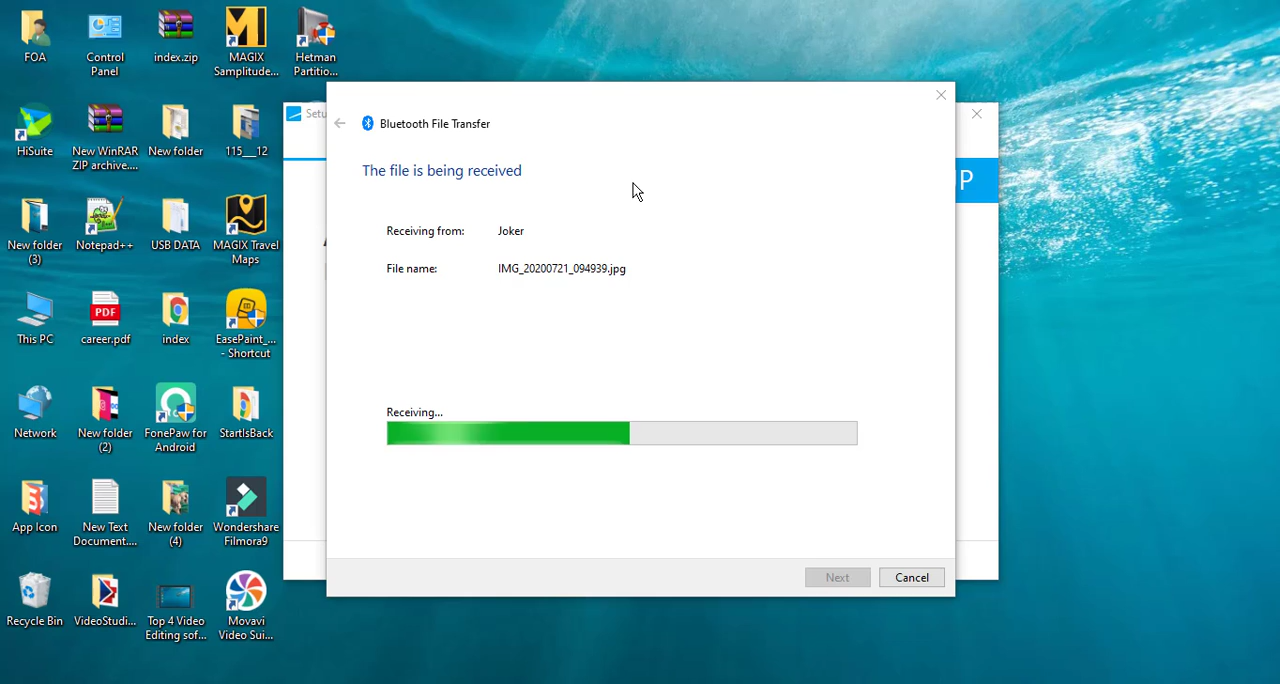 FOA
Control
Panel
index.zip
MAGIX
Samplitude...
Hetman
Partitio...
HiSuite
New WinRAR
ZIP archive....
New folder
115___12
New folder
(3)
Notepad++
USB DATA
MAGIX Travel
Maps
This PC
PDF
career.pdf
index
EasePaint_...
- Shortcut
Network
New folder
(2)
FonePaw for
Android
StartIsBack
App Icon
New Text
Document....
New folder
(4)
Wondershare
Filmora9
Recycle Bin
VideoStudi...
Top 4 Video
Editing sof...
Movavi
Video Sui...
Setu
P
Bluetooth File Transfer
The file is being received
Receiving from: Joker
File name: IMG_20200721_094939.jpg
Receiving...
Next
Cancel